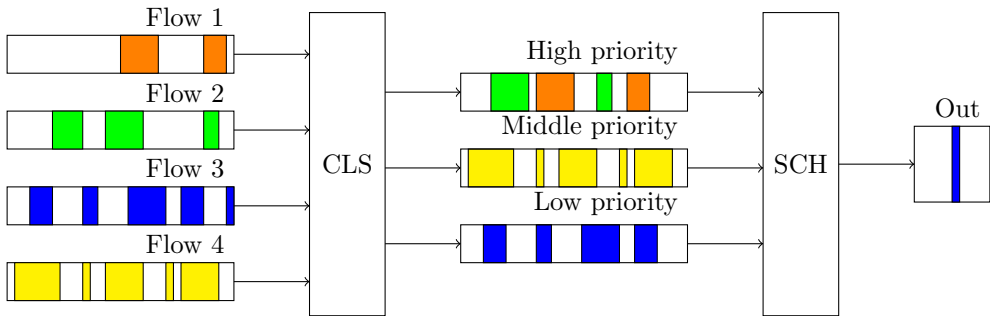 Flow 1
Flow 2
Flow 3
Flow 4
CLS
High priority
Middle priority
Low priority
SCH
Out